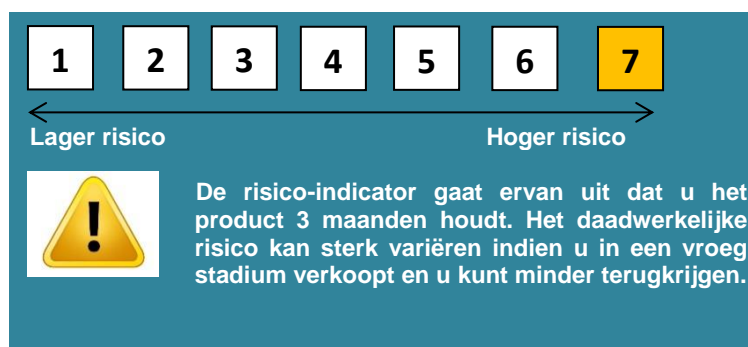 1 2 3 4 5 6 7
Lager risico Hoger risico
De risico-indicator gaat ervan uit dat u het
product 3 maanden houdt. Het daadwerkelijke
risico kan sterk variëren indien u in een vroeg
stadium verkoopt en u kunt minder terugkrijgen.